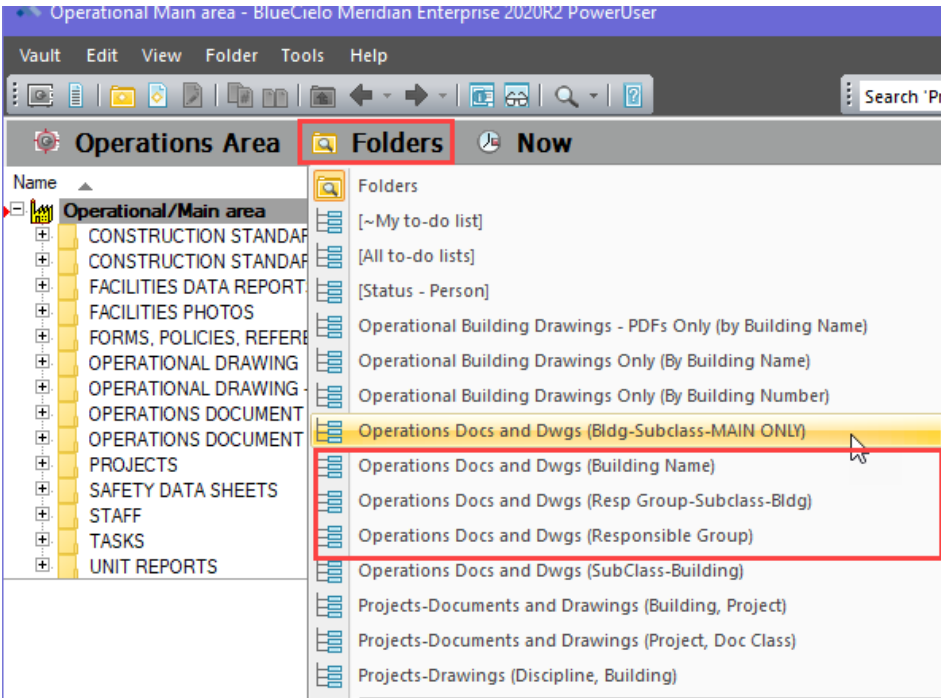 Operational Main area - BlueCielo Meridian Enterprise 2020R2 PowerUser
Vault Edit View Folder Tools Help
Search 'Pr
Operations Area Folders Now
Name
Operational/Main area
CONSTRUCTION STANDAR
CONSTRUCTION STANDAR
FACILITIES DATA REPORT
FACILITIES PHOTOS
FORMS, POLICIES, REFERE
OPERATIONAL DRAWING
OPERATIONAL DRAWING -
OPERATIONS DOCUMENT
OPERATIONS DOCUMENT
PROJECTS
SAFETY DATA SHEETS
STAFF
TASKS
UNIT REPORTS
Folders
[~My to-do list]
[All to-do lists]
[Status - Person]
Operational Building Drawings - PDFs Only (by Building Name)
Operational Building Drawings Only (By Building Name)
Operational Building Drawings Only (By Building Number)
Operations Docs and Dwgs (Bldg-Subclass-MAIN ONLY)
Operations Docs and Dwgs (Building Name)
Operations Docs and Dwgs (Resp Group-Subclass-Bldg)
Operations Docs and Dwgs (Responsible Group)
Operations Docs and Dwgs (SubClass-Building)
Projects-Documents and Drawings (Building, Project)
Projects-Documents and Drawings (Project, Doc Class)
Projects-Drawings (Discipline, Building)